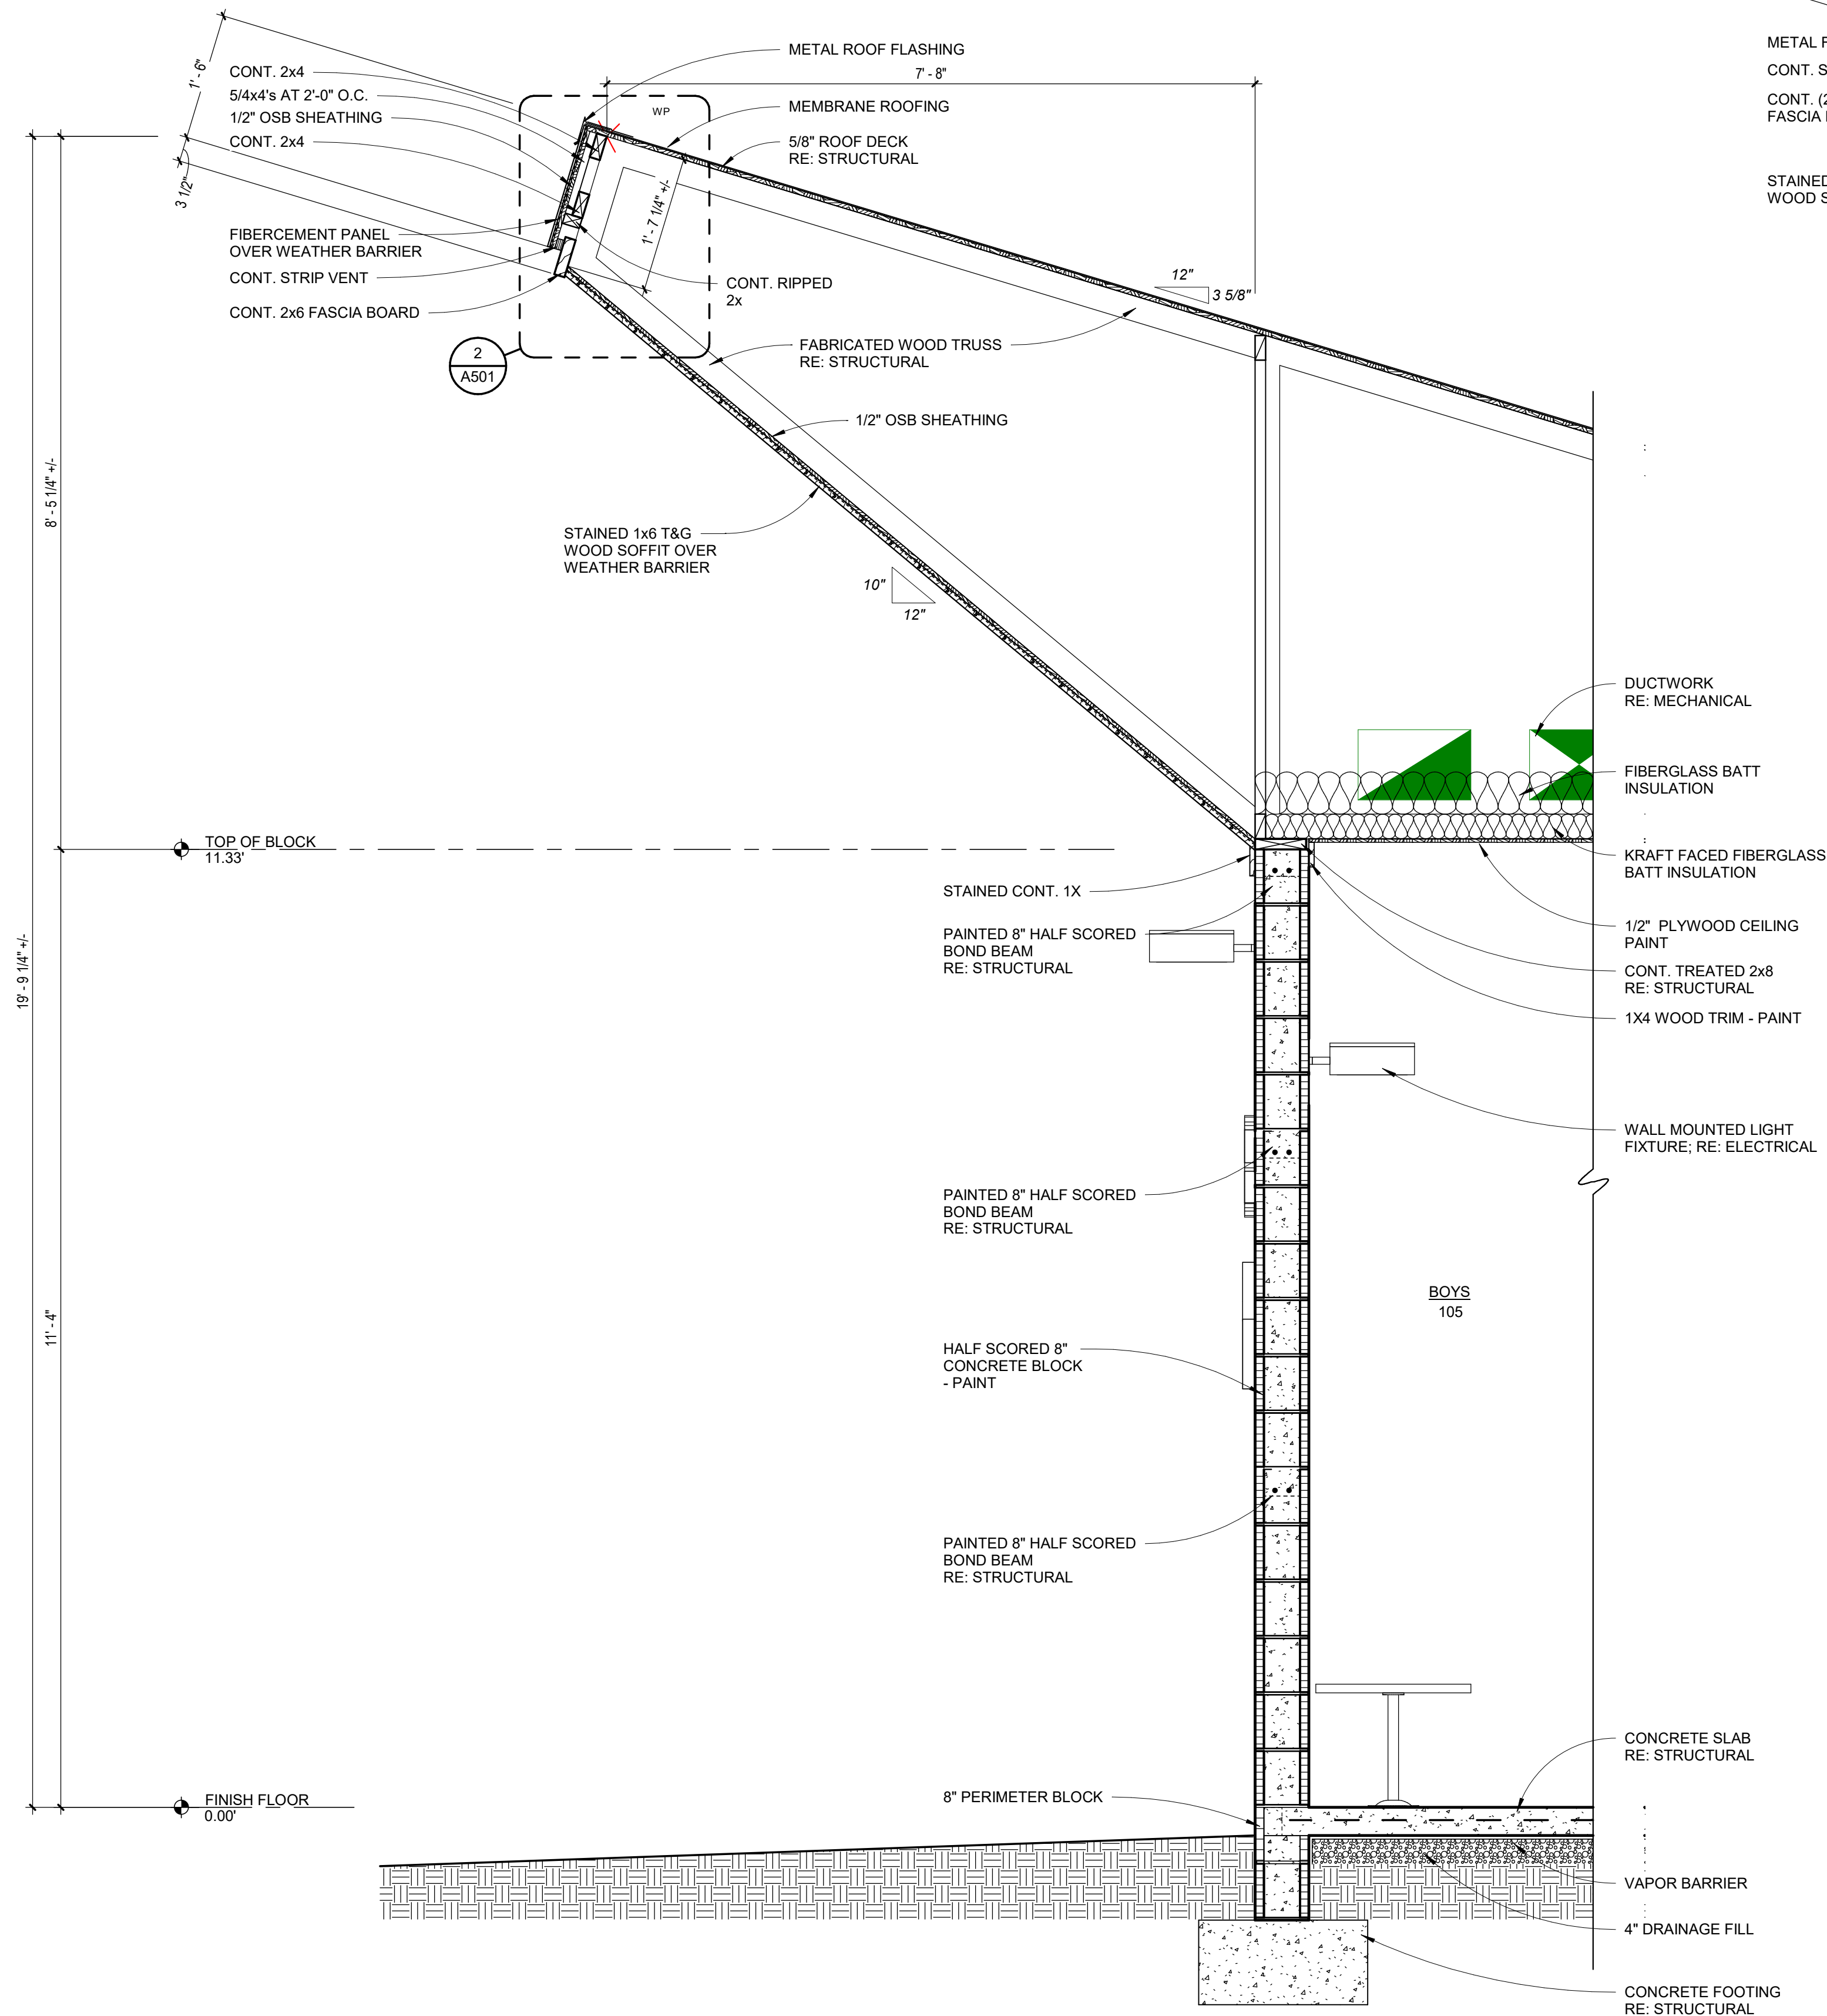 METAL ROOF FLASHING
7' - 8"
1' - 6"
CONT. 2x4
5/4x4's AT 2'-0" O.C.
1/2" OSB SHEATHING
CONT. 2x4
WP
MEMBRANE ROOFING
5/8" ROOF DECK
RE: STRUCTURAL
3 1/2"
1' - 7 1/4" +/-
FIBERCEMENT PANEL
OVER WEATHER BARRIER
CONT. STRIP VENT
CONT. 2x6 FASCIA BOARD
CONT. RIPPED
2x
12"
3 5/8"
2
A501
FABRICATED WOOD TRUSS
RE: STRUCTURAL
1/2" OSB SHEATHING
8' - 5 1/4" +/-
STAINED 1x6 T&G
WOOD SOFFIT OVER
WEATHER BARRIER
10"
12"
METAL
CONT.
CONT.
FASCIA
STAINED
WOOD
DUCTWORK
RE: MECHANICAL
FIBERGLASS BATT
INSULATION
KRAFT FACED FIBERGLASS
BATT INSULATION
1/2" PLYWOOD CEILING
PAINT
CONT. TREATED 2x8
RE: STRUCTURAL
1X4 WOOD TRIM - PAINT
WALL MOUNTED LIGHT
FIXTURE; RE: ELECTRICAL
TOP OF BLOCK
11.33'
STAINED CONT. 1X
PAINTED 8" HALF SCORED
BOND BEAM
RE: STRUCTURAL
19' - 9 1/4" +/-
PAINTED 8" HALF SCORED
BOND BEAM
RE: STRUCTURAL
11' - 4"
BOYS
105
HALF SCORED 8"
CONCRETE BLOCK
- PAINT
PAINTED 8" HALF SCORED
BOND BEAM
RE: STRUCTURAL
8" PERIMETER BLOCK
FINISH FLOOR
0.00'
CONCRETE SLAB
RE: STRUCTURAL
VAPOR BARRIER
4" DRAINAGE FILL
CONCRETE FOOTING
RE: STRUCTURAL